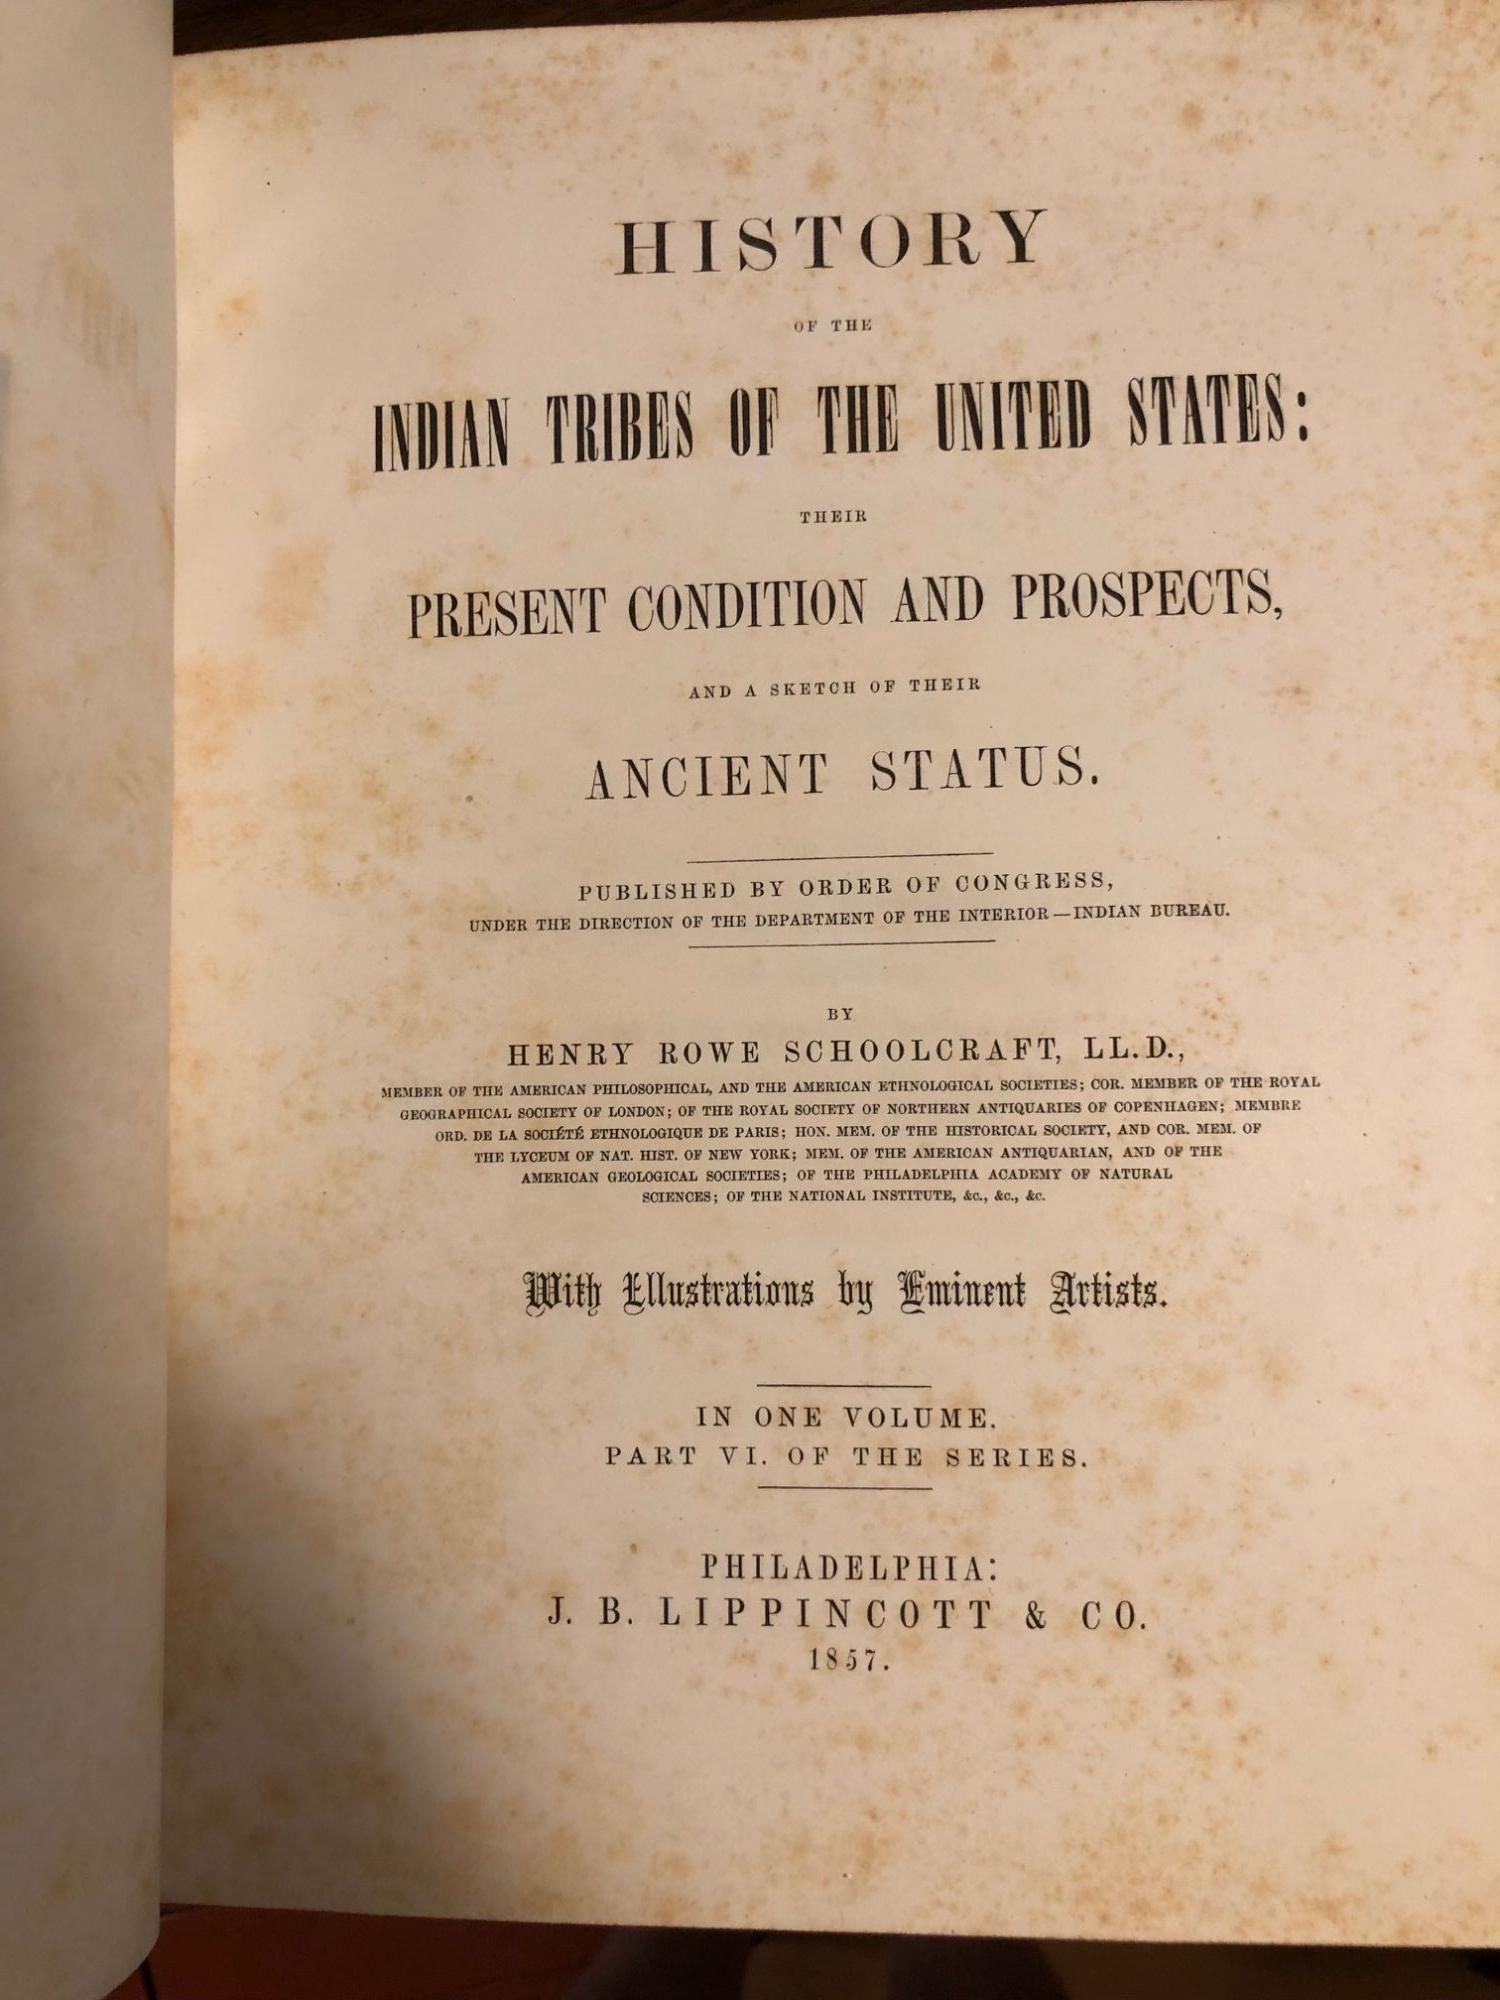 HISTORY
OF THE
INDIAN TRIBES OF THE UNITED STATES:
THEIR
PRESENT CONDITION AND PROSPECTS,
AND A SKETCH OF THEIR
ANCIENT STATUS.
PUBLISHED BY ORDER OF CONGRESS,
UNDER THE DIRECTION OF THE DEPARTMENT OF THE INTERIOR—INDIAN BUREAU.
BY
HENRY ROWE SCHOOLCRAFT, LL.D.,
MEMBER OF THE AMERICAN PHILOSOPHICAL, AND THE AMERICAN ETHNOLOGICAL SOCIETIES; COR. MEMBER OF THE ROYAL
GEOGRAPHICAL SOCIETY OF LONDON; OF THE ROYAL SOCIETY OF NORTHERN ANTIQUARIES OF COPENHAGEN; MEMBRE
ORD. DE LA SOCIÉTÉ ETHNOLOGIQUE DE PARIS; HON. MEM. OF THE HISTORICAL SOCIETY, AND COR. MEM. OF
THE LYCEUM OF NAT. HIST. OF NEW YORK; MEM. OF THE AMERICAN ANTIQUARIAN, AND OF THE
AMERICAN GEOLOGICAL SOCIETIES; OF THE PHILADELPHIA ACADEMY OF NATURAL
SCIENCES; OF THE NATIONAL INSTITUTE, &c., &c., &c.
With Illustrations by Eminent Artists.
IN ONE VOLUME.
PART VI. OF THE SERIES.
PHILADELPHIA:
J. B. LIPPINCOTT & CO.
1857.